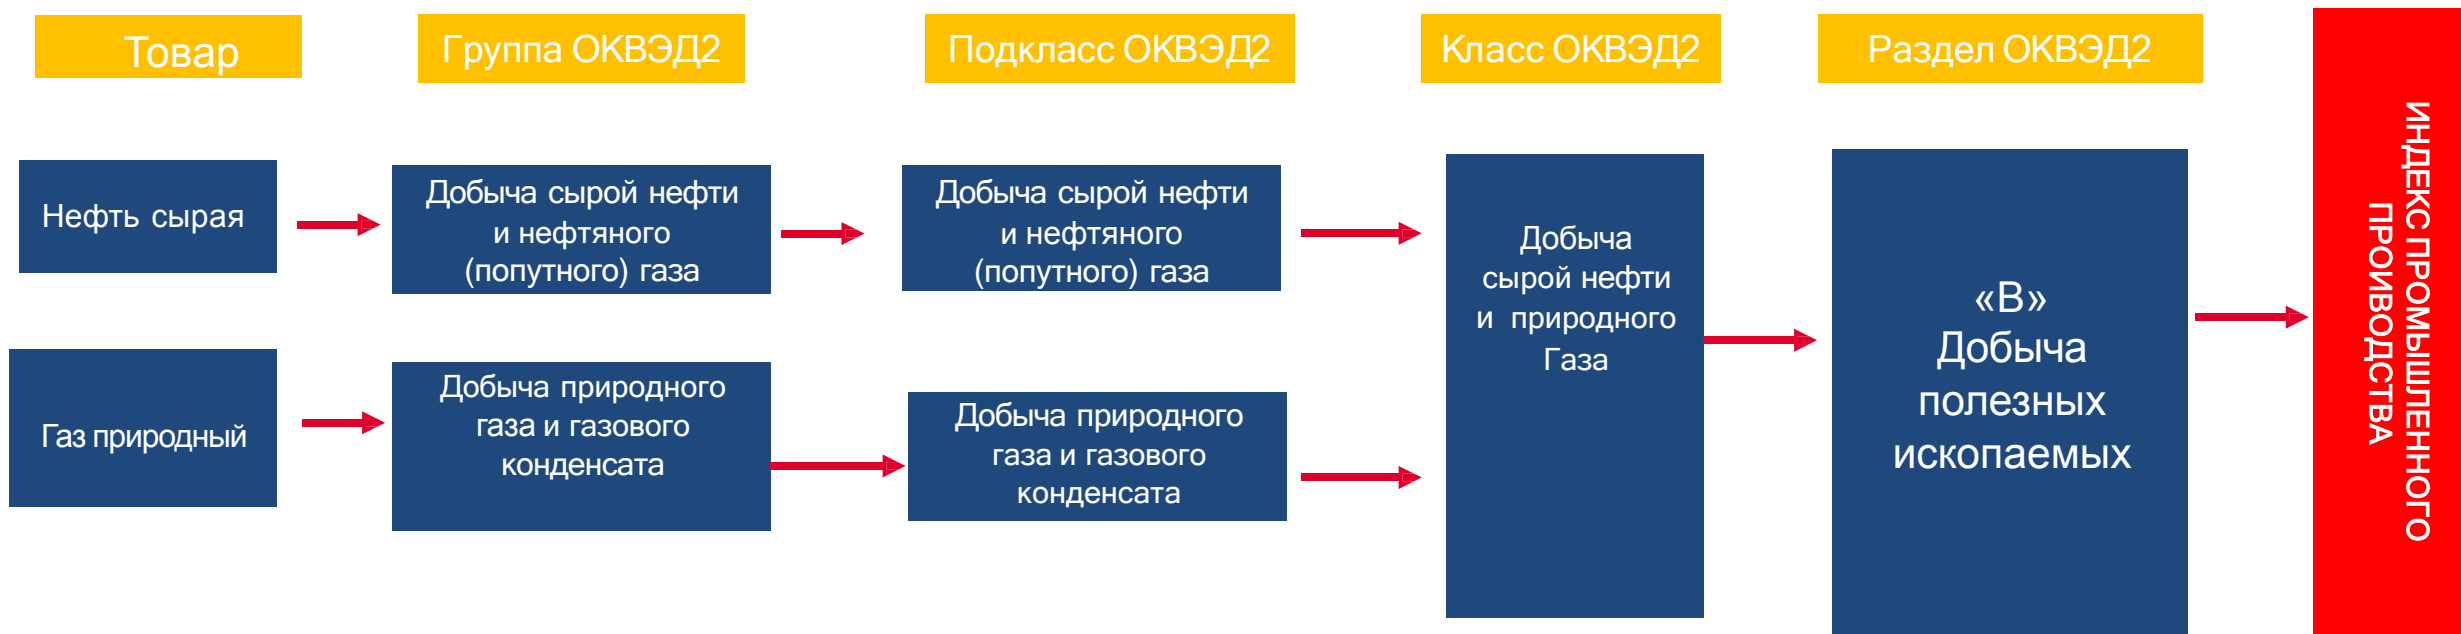 Товар
Группа ОКВЭД2
Подкласс ОКВЭД2
Класс ОКВЭД2
Раздел ОКВЭД2
Нефть сырая
Добыча сырой нефти
и нефтяного
(попутного) газа
Добыча сырой нефти
и нефтяного
(попутного) газа
Газ природный
Добыча природного
газа и газового
конденсата
Добыча природного
газа и газового
конденсата
Добыча
сырой нефти
и природного
Газа
«В»
Добыча
полезных
ископаемых
ИНДЕКС ПРОМЫШЛЕННОГО
ПРОИВОДСТВА